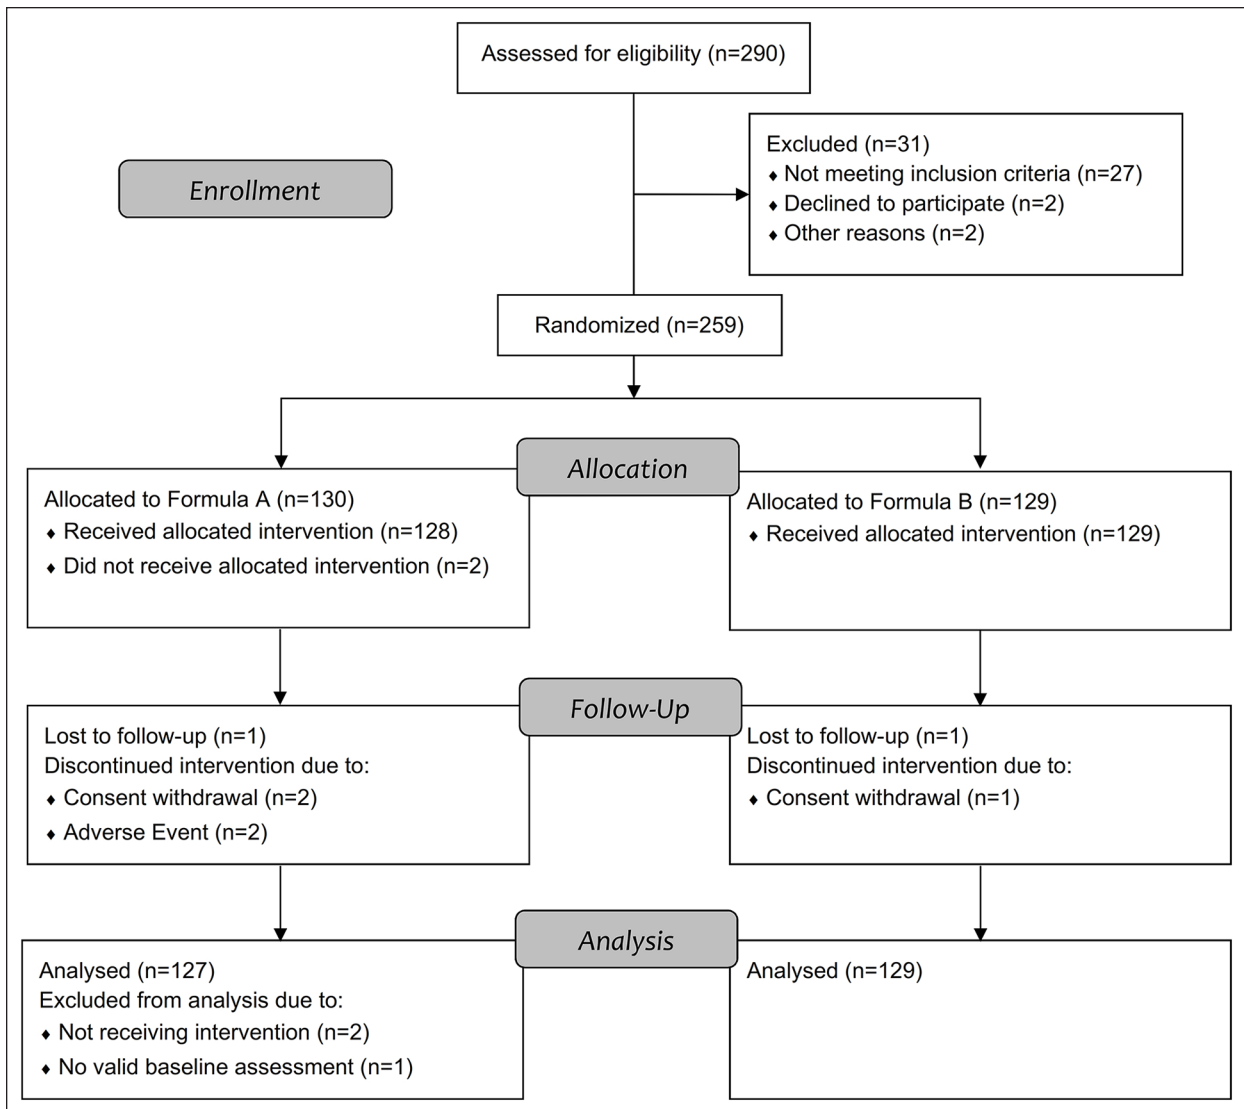 Assessed for eligibility (n=290)
Excluded (n=31)
♦ Not meeting inclusion criteria (n=27)
♦ Declined to participate (n=2)
♦ Other reasons (n=2)
Enrollment
Randomized (n=259)
Allocation
Allocated to Formula A (n=130)
♦ Received allocated intervention (n=128)
♦ Did not receive allocated intervention (n=2)
Allocated to Formula B (n=129)
♦ Received allocated intervention (n=129)
Follow-Up
Lost to follow-up (n=1)
Discontinued intervention due to:
♦ Consent withdrawal (n=2)
♦ Adverse Event (n=2)
Lost to follow-up (n=1)
Discontinued intervention due to:
♦ Consent withdrawal (n=1)
Analysis
Analysed (n=127)
Excluded from analysis due to:
♦ Not receiving intervention (n=2)
♦ No valid baseline assessment (n=1)
Analysed (n=129)